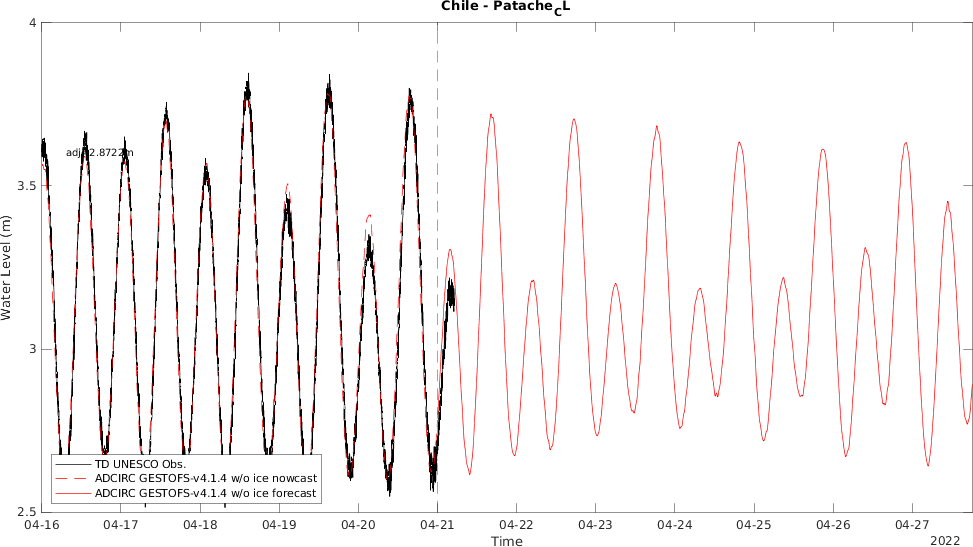 Chile - Patache_CL
4
3.5
3
2.5
Water Level (m)
adj: 2.8722m
TD UNESCO Obs.
ADCIRC GESTOFS-v4.1.4 w/o ice nowcast
ADCIRC GESTOFS-v4.1.4 w/o ice forecast
04-16 04-17 04-18 04-19 04-20 04-21 04-22 04-23 04-24 04-25 04-26 04-27
Time
2022